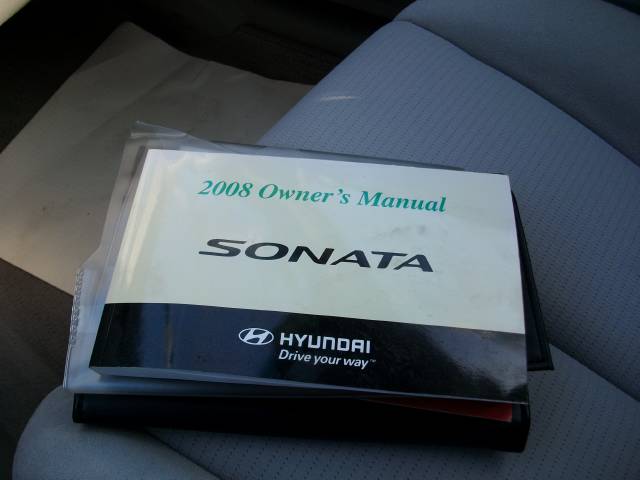 2008 Owner's Manual
SONATA
HYUNDAI
Drive your way™